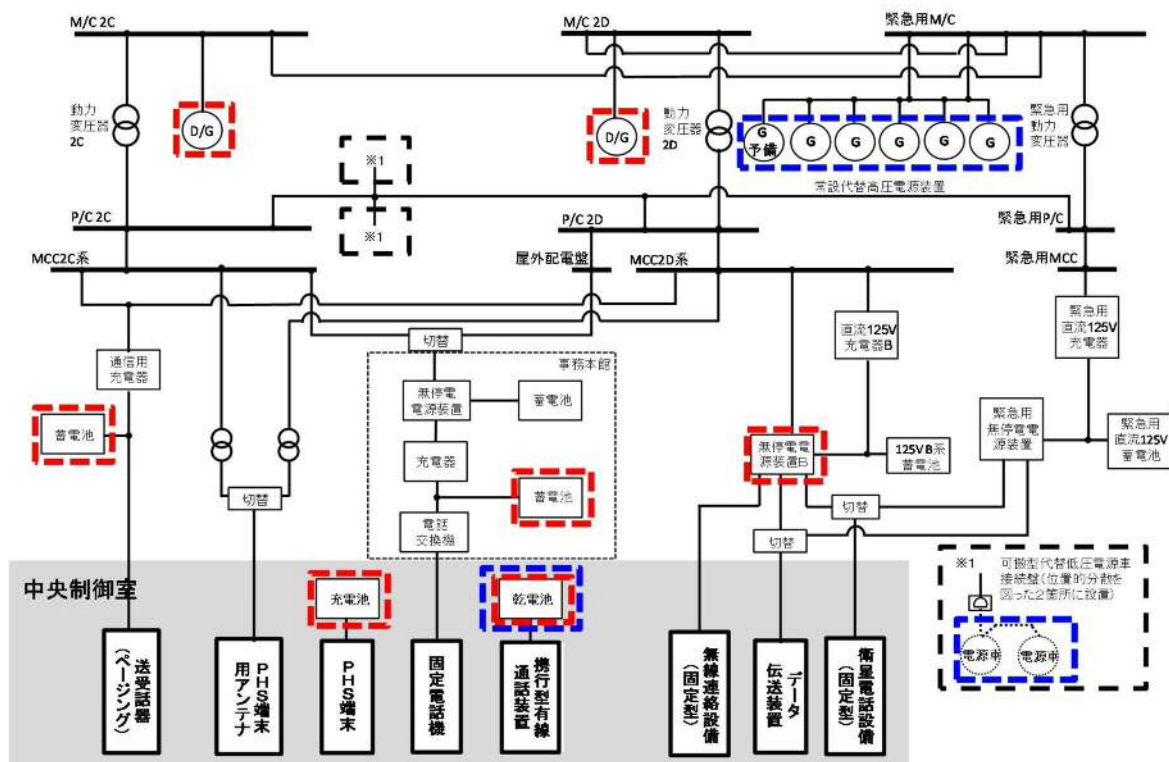 M/C 2C
M/C 2D
緊急用M/C
動力
変圧器
2C
D/G
D/G
動力
変圧器
2D
G
予備
G
G
G
G
G
緊急用
動力
変圧器
常設代替高圧電源装置
※1
※1
P/C 2C
P/C 2D
緊急用P/C
MCC2C系
屋外配電盤
MCC2D系
緊急用MCC
通信用
充電器
蓄電池
切替
切替
事務本館
無停電
電源装置
蓄電池
充電器
蓄電池
電話
交換機
直流125V
充電器B
無停電電
源装置B
125V B系
蓄電池
緊急用
直流125V
充電器
緊急用
無停電電
源装置
緊急用
直流125V
蓄電池
切替
切替
中央制御室
充電池
乾電池
送受話器
(ページング)
PHS端末
用アンテナ
PHS端末
固定電話機
携行型有線
通話装置
無線連絡設備
(固定型)
データ
伝送装置
衛星電話設備
(固定型)
※1
可搬型代替低圧電源車
接続盤(位置的分散を
図った2箇所に設置)
電源車
電源車